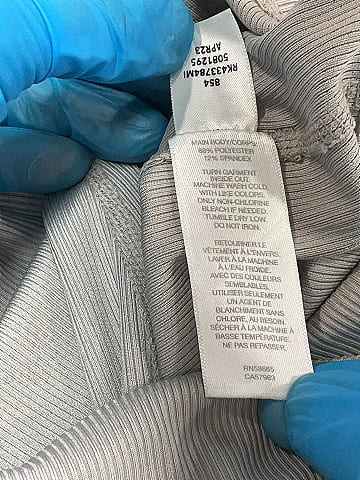 854
RK433784MI
5081295
APR23
MAIN BODY/CORPS:
88% POLYESTER
12% SPANDEX
TURN GARMENT
INSIDE OUT.
MACHINE WASH COLD,
WITH LIKE COLORS.
ONLY NON-CHLORINE
BLEACH IF NEEDED.
TUMBLE DRY LOW.
DO NOT IRON.
RETOURNER LE
VÊTEMENT À L'ENVERS.
LAVER À LA MACHINE
À L'EAU FROIDE,
AVEC DES COULEURS
SEMBLABLES.
UTILISER SEULEMENT
UN AGENT DE
BLANCHIMENT SANS
CHLORE, AU BESOIN.
SÉCHER À LA MACHINE À
BASSE TEMPÉRATURE.
NE PAS REPASSER.
RN58665
CA57963